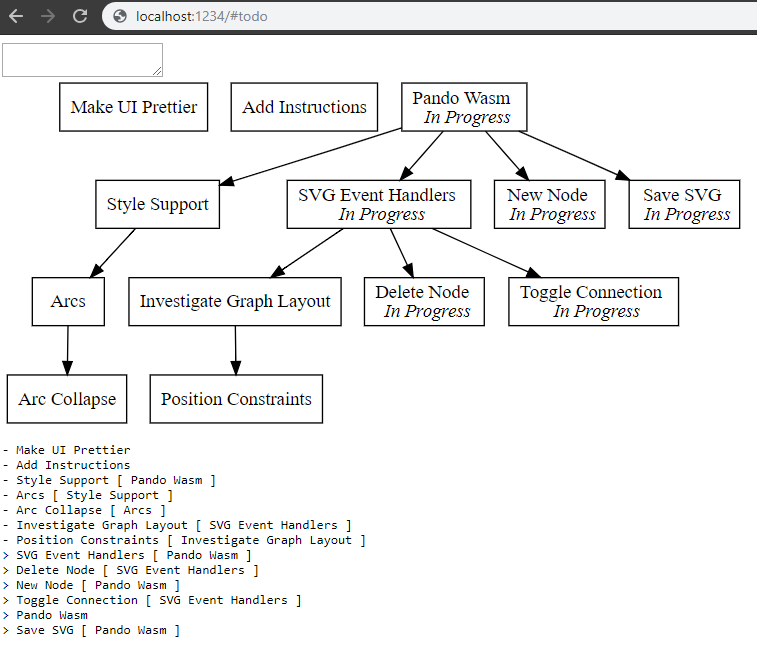 localhost:1234/#todo
Make UI Prettier
Add Instructions
Pando Wasm
In Progress
Style Support
SVG Event Handlers
In Progress
New Node
In Progress
Save SVG
In Progress
Arcs
Investigate Graph Layout
Delete Node
In Progress
Toggle Connection
In Progress
Arc Collapse
Position Constraints
- Make UI Prettier
- Add Instructions
- Style Support [ Pando Wasm ]
- Arcs [ Style Support ]
- Arc Collapse [ Arcs ]
- Investigate Graph Layout [ SVG Event Handlers ]
- Position Constraints [ Investigate Graph Layout ]
> SVG Event Handlers [ Pando Wasm ]
> Delete Node [ SVG Event Handlers ]
> New Node [ Pando Wasm ]
> Toggle Connection [ SVG Event Handlers ]
> Pando Wasm
> Save SVG [ Pando Wasm ]